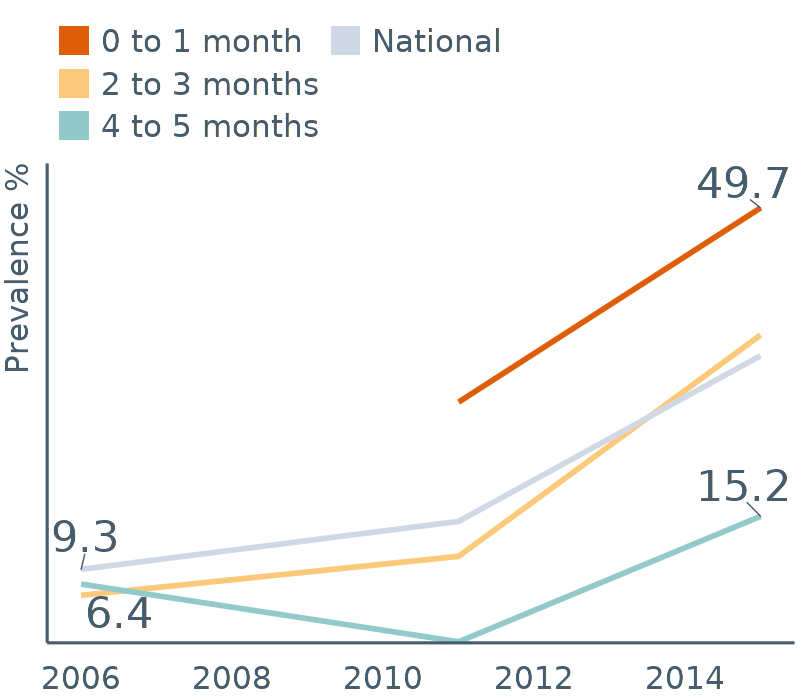 0 to 1 month National
2 to 3 months
4 to 5 months
Prevalence %
49.7
15.2
9.3
6.4
2006 2008 2010 2012 2014